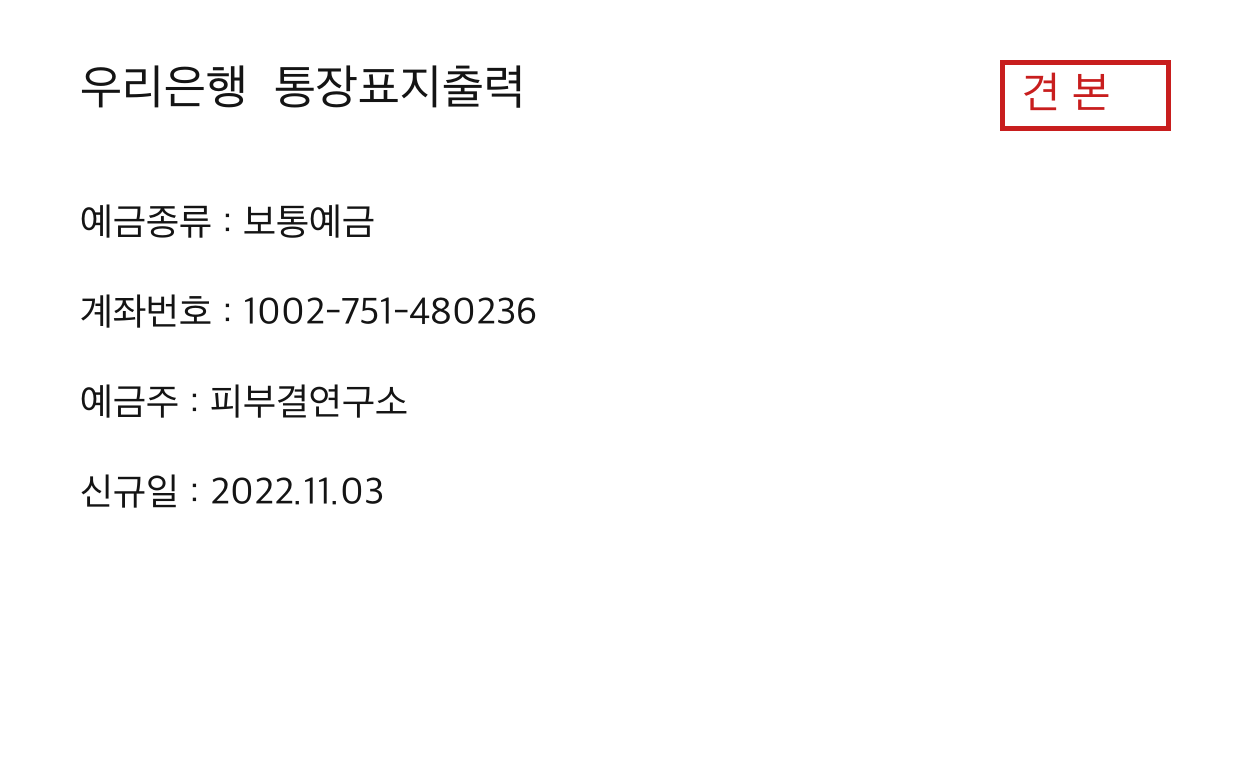 우리은행 통장표지출력
견 본
예금종류 : 보통예금
계좌번호 : 1002-751-480236
예금주 : 피부결연구소
신규일 : 2022.11.03